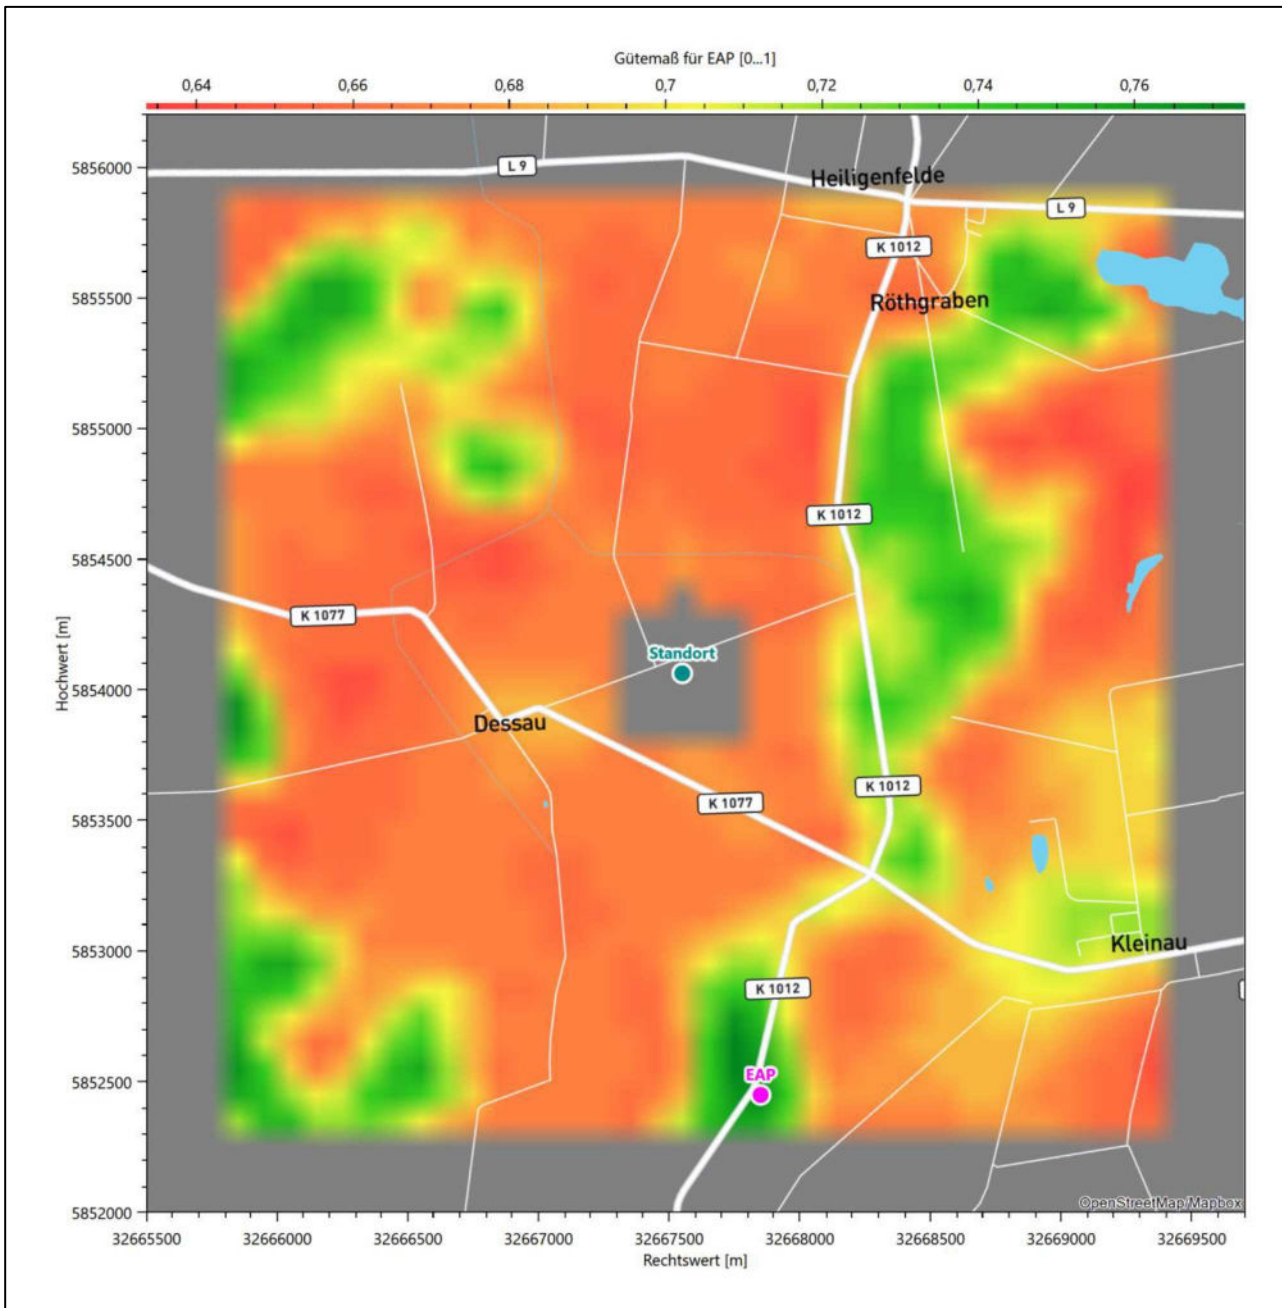 Gütemaß für EAP [0...1]
0,64 0,66 0,68 0,7 0,72 0,74 0,76
5856000
L 9
Heiligenfelde
L 9
K 1012
5855500
Röthgraben
5855000
K 1012
5854500
K 1077
Standort
Hochwert [m]
5854000
Dessau
K 1012
K 1077
5853500
5853000
Kleinau
K 1012
EAP
5852500
OpenStreetMap/Mapbox
5852000
32665500 32666000 32666500 32667000 32667500 32668000 32668500 32669000 32669500
Rechtswert [m]